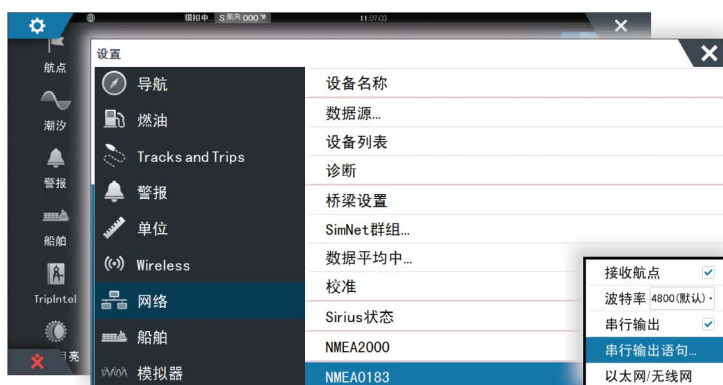 模拟中... S 航向 000 °M
11:07:03
航点
潮汐
警报
船舶
TripIntel
月亮
设置
导航
燃油
Tracks and Trips
警报
单位
Wireless
网络
船舶
模拟器
设备名称
数据源...
设备列表
诊断
桥梁设置
SimNet群组...
数据平均中...
校准
Sirius状态
NMEA2000
NMEA0183
接收航点
波特率 4800(默认)
串行输出
串行输出语句...
以太网/无线网